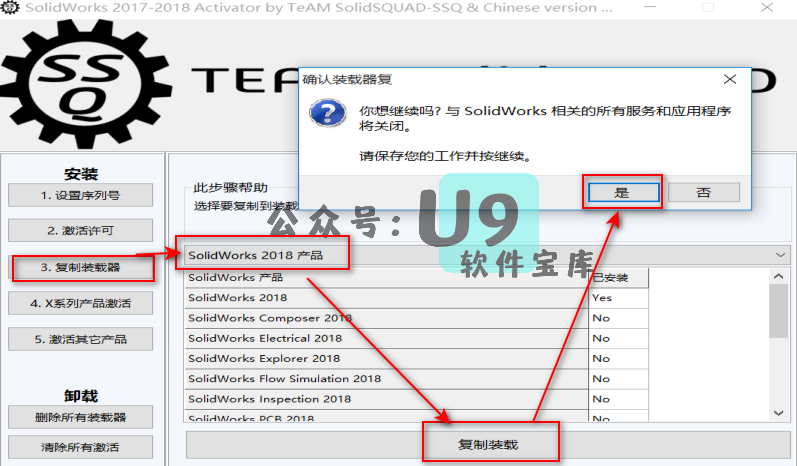 SolidWorks 2017-2018 Activator by TeAM SolidSQUAD-SSQ & Chinese version ...
SSQ
确认装载器复
你想继续吗? 与 SolidWorks 相关的所有服务和应用程序
将关闭。
请保存您的工作并按继续。
是
否
安装
1. 设置序列号
2. 激活许可
3. 复制装载器
4. X系列产品激活
5. 激活其它产品
卸载
删除所有装载器
清除所有激活
此步骤帮助
选择要复制到装载
公众号:U9
软件宝库
SolidWorks 2018 产品
SolidWorks 产品 已安装
SolidWorks 2018 Yes
SolidWorks Composer 2018 No
SolidWorks Electrical 2018 No
SolidWorks Explorer 2018 No
SolidWorks Flow Simulation 2018 No
SolidWorks Inspection 2018 No
SolidWorks PCB 2018 No
复制装载